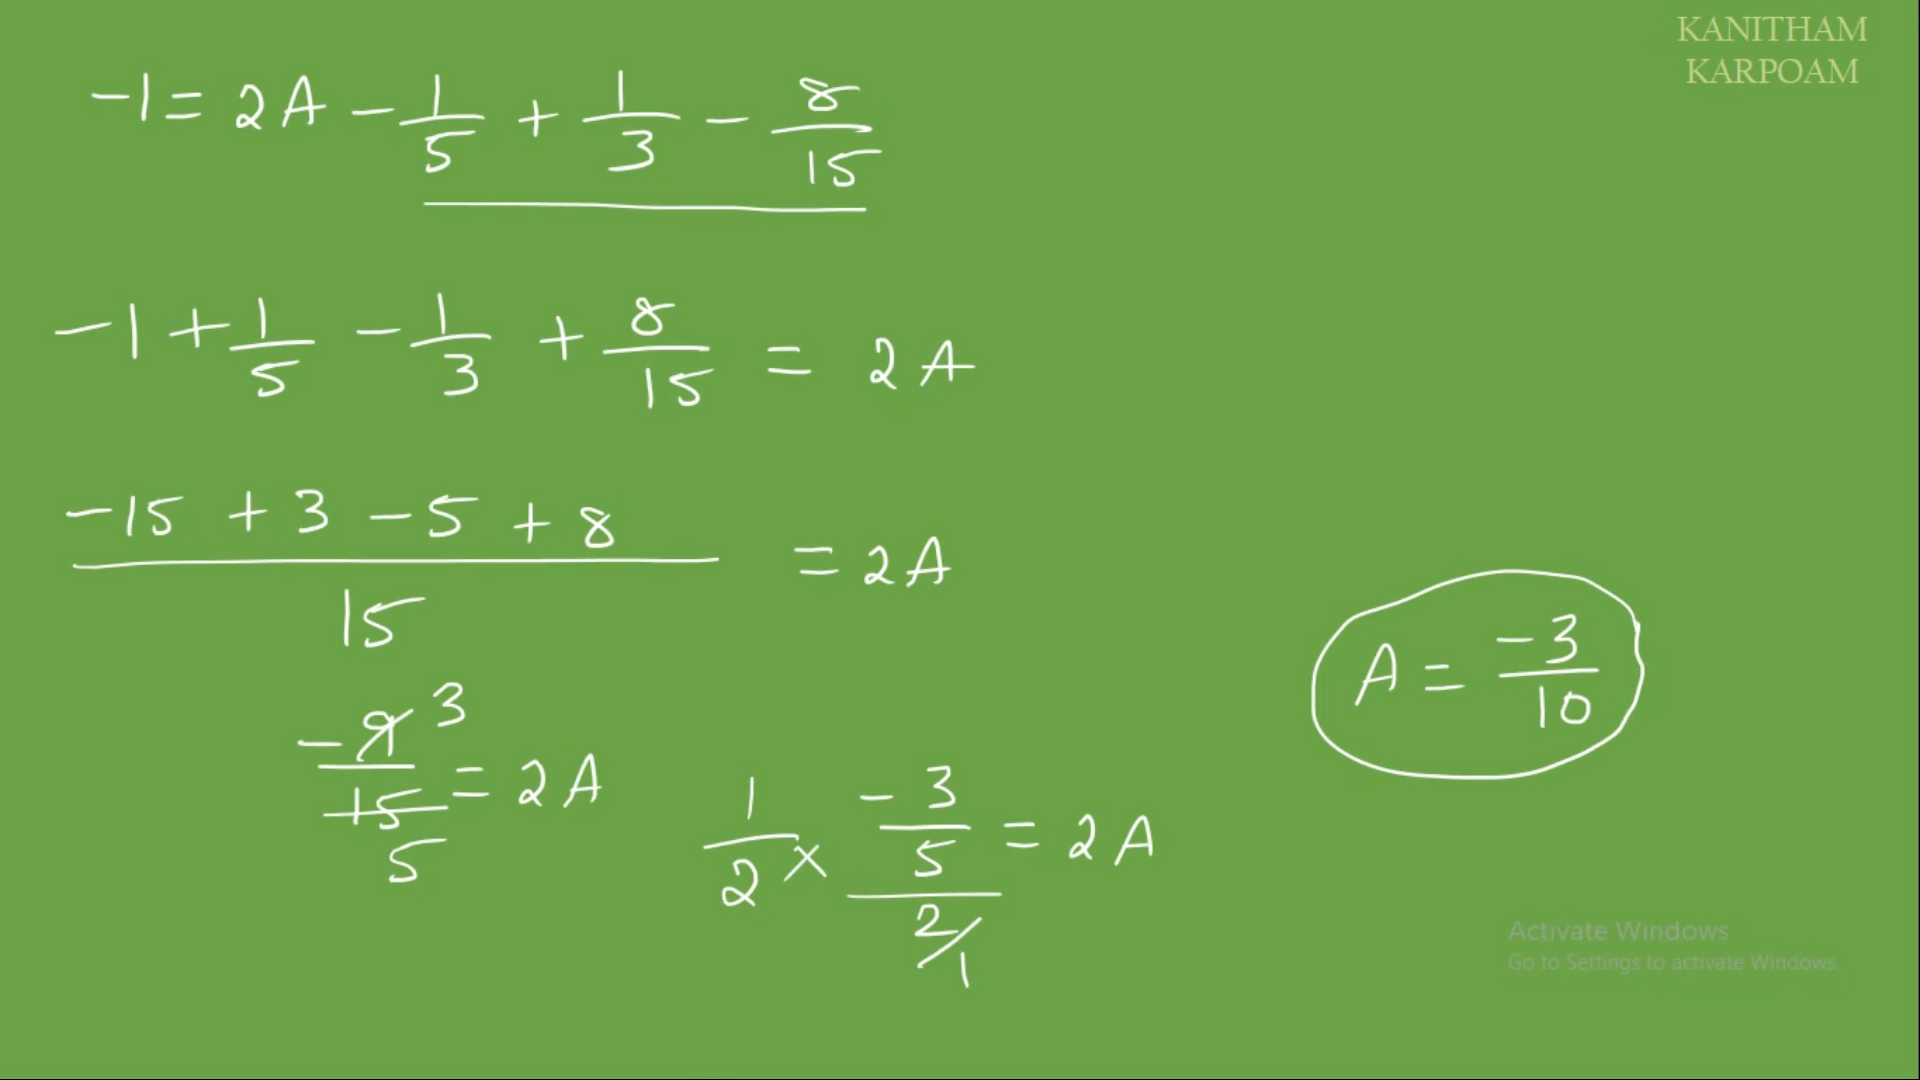 KANITHAM
KARPOAM
-1 = 2A - 1/5 + 1/3 - 8/15
-1 + 1/5 - 1/3 + 8/15 = 2A
-15 + 3 - 5 + 8 / 15 = 2A
-9 3 / 15 5 = 2A
1/2 × -3/5 / 2/1 = 2A
A = -3/10
Activate Windows
Go to Settings to activate Windows.